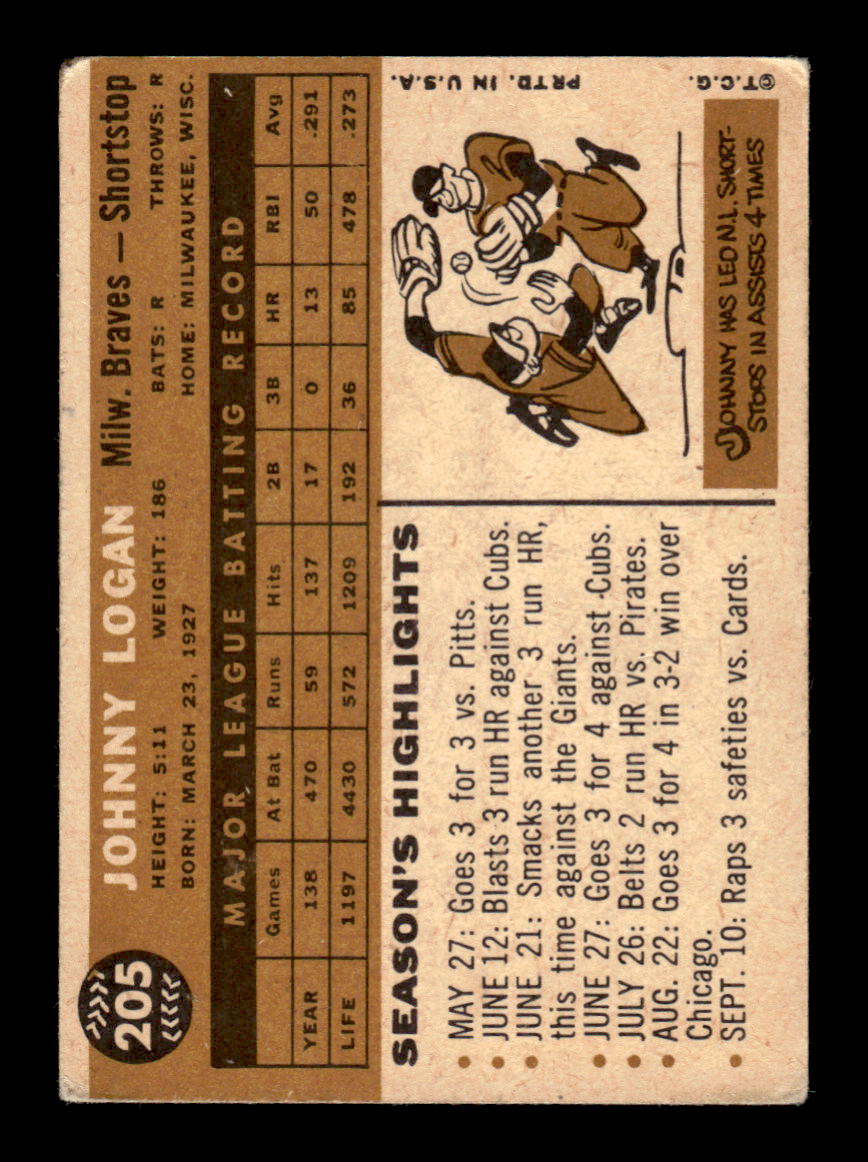 205
JOHNNY LOGAN Milw. Braves — Shortstop
HEIGHT: 5:11 WEIGHT: 186 BATS: R THROWS: R
BORN: MARCH 23, 1927 HOME: MILWAUKEE, WISC.
MAJOR LEAGUE BATTING RECORD
Games At Bat Runs Hits 2B 3B HR RBI Avg
YEAR 138 470 59 137 17 0 13 50 .291
LIFE 1197 4430 572 1209 192 36 85 478 .273
SEASON'S HIGHLIGHTS
• MAY 27: Goes 3 for 3 vs. Pitts.
• JUNE 12: Blasts 3 run HR against Cubs.
• JUNE 21: Smacks another 3 run HR,
this time against the Giants.
• JUNE 27: Goes 3 for 4 against Cubs.
• JULY 26: Belts 2 run HR vs. Pirates.
• AUG. 22: Goes 3 for 4 in 3-2 win over
Chicago.
• SEPT. 10: Raps 3 safeties vs. Cards.
JOHNNY HAS LED N.L. SHORT-
STOPS IN ASSISTS 4 TIMES
© T.C.G. PRTD. IN U.S.A.